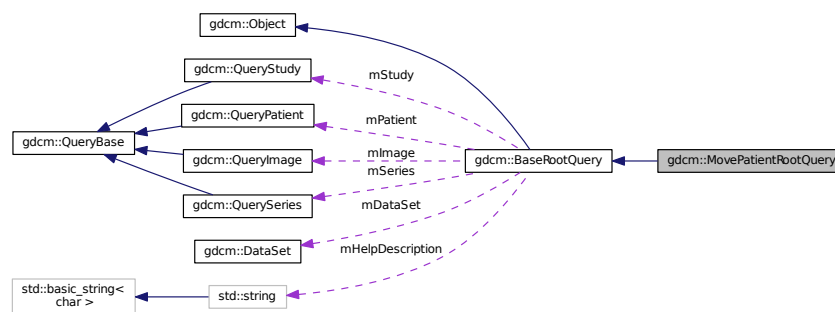 gdcm::Object
gdcm::QueryStudy
mStudy
gdcm::QueryPatient
mPatient
gdcm::QueryBase
gdcm::QueryImage
mImage
gdcm::BaseRootQuery
gdcm::MovePatientRootQuery
mSeries
gdcm::QuerySeries
mDataSet
gdcm::DataSet
mHelpDescription
std::basic_string<
char >
std::string